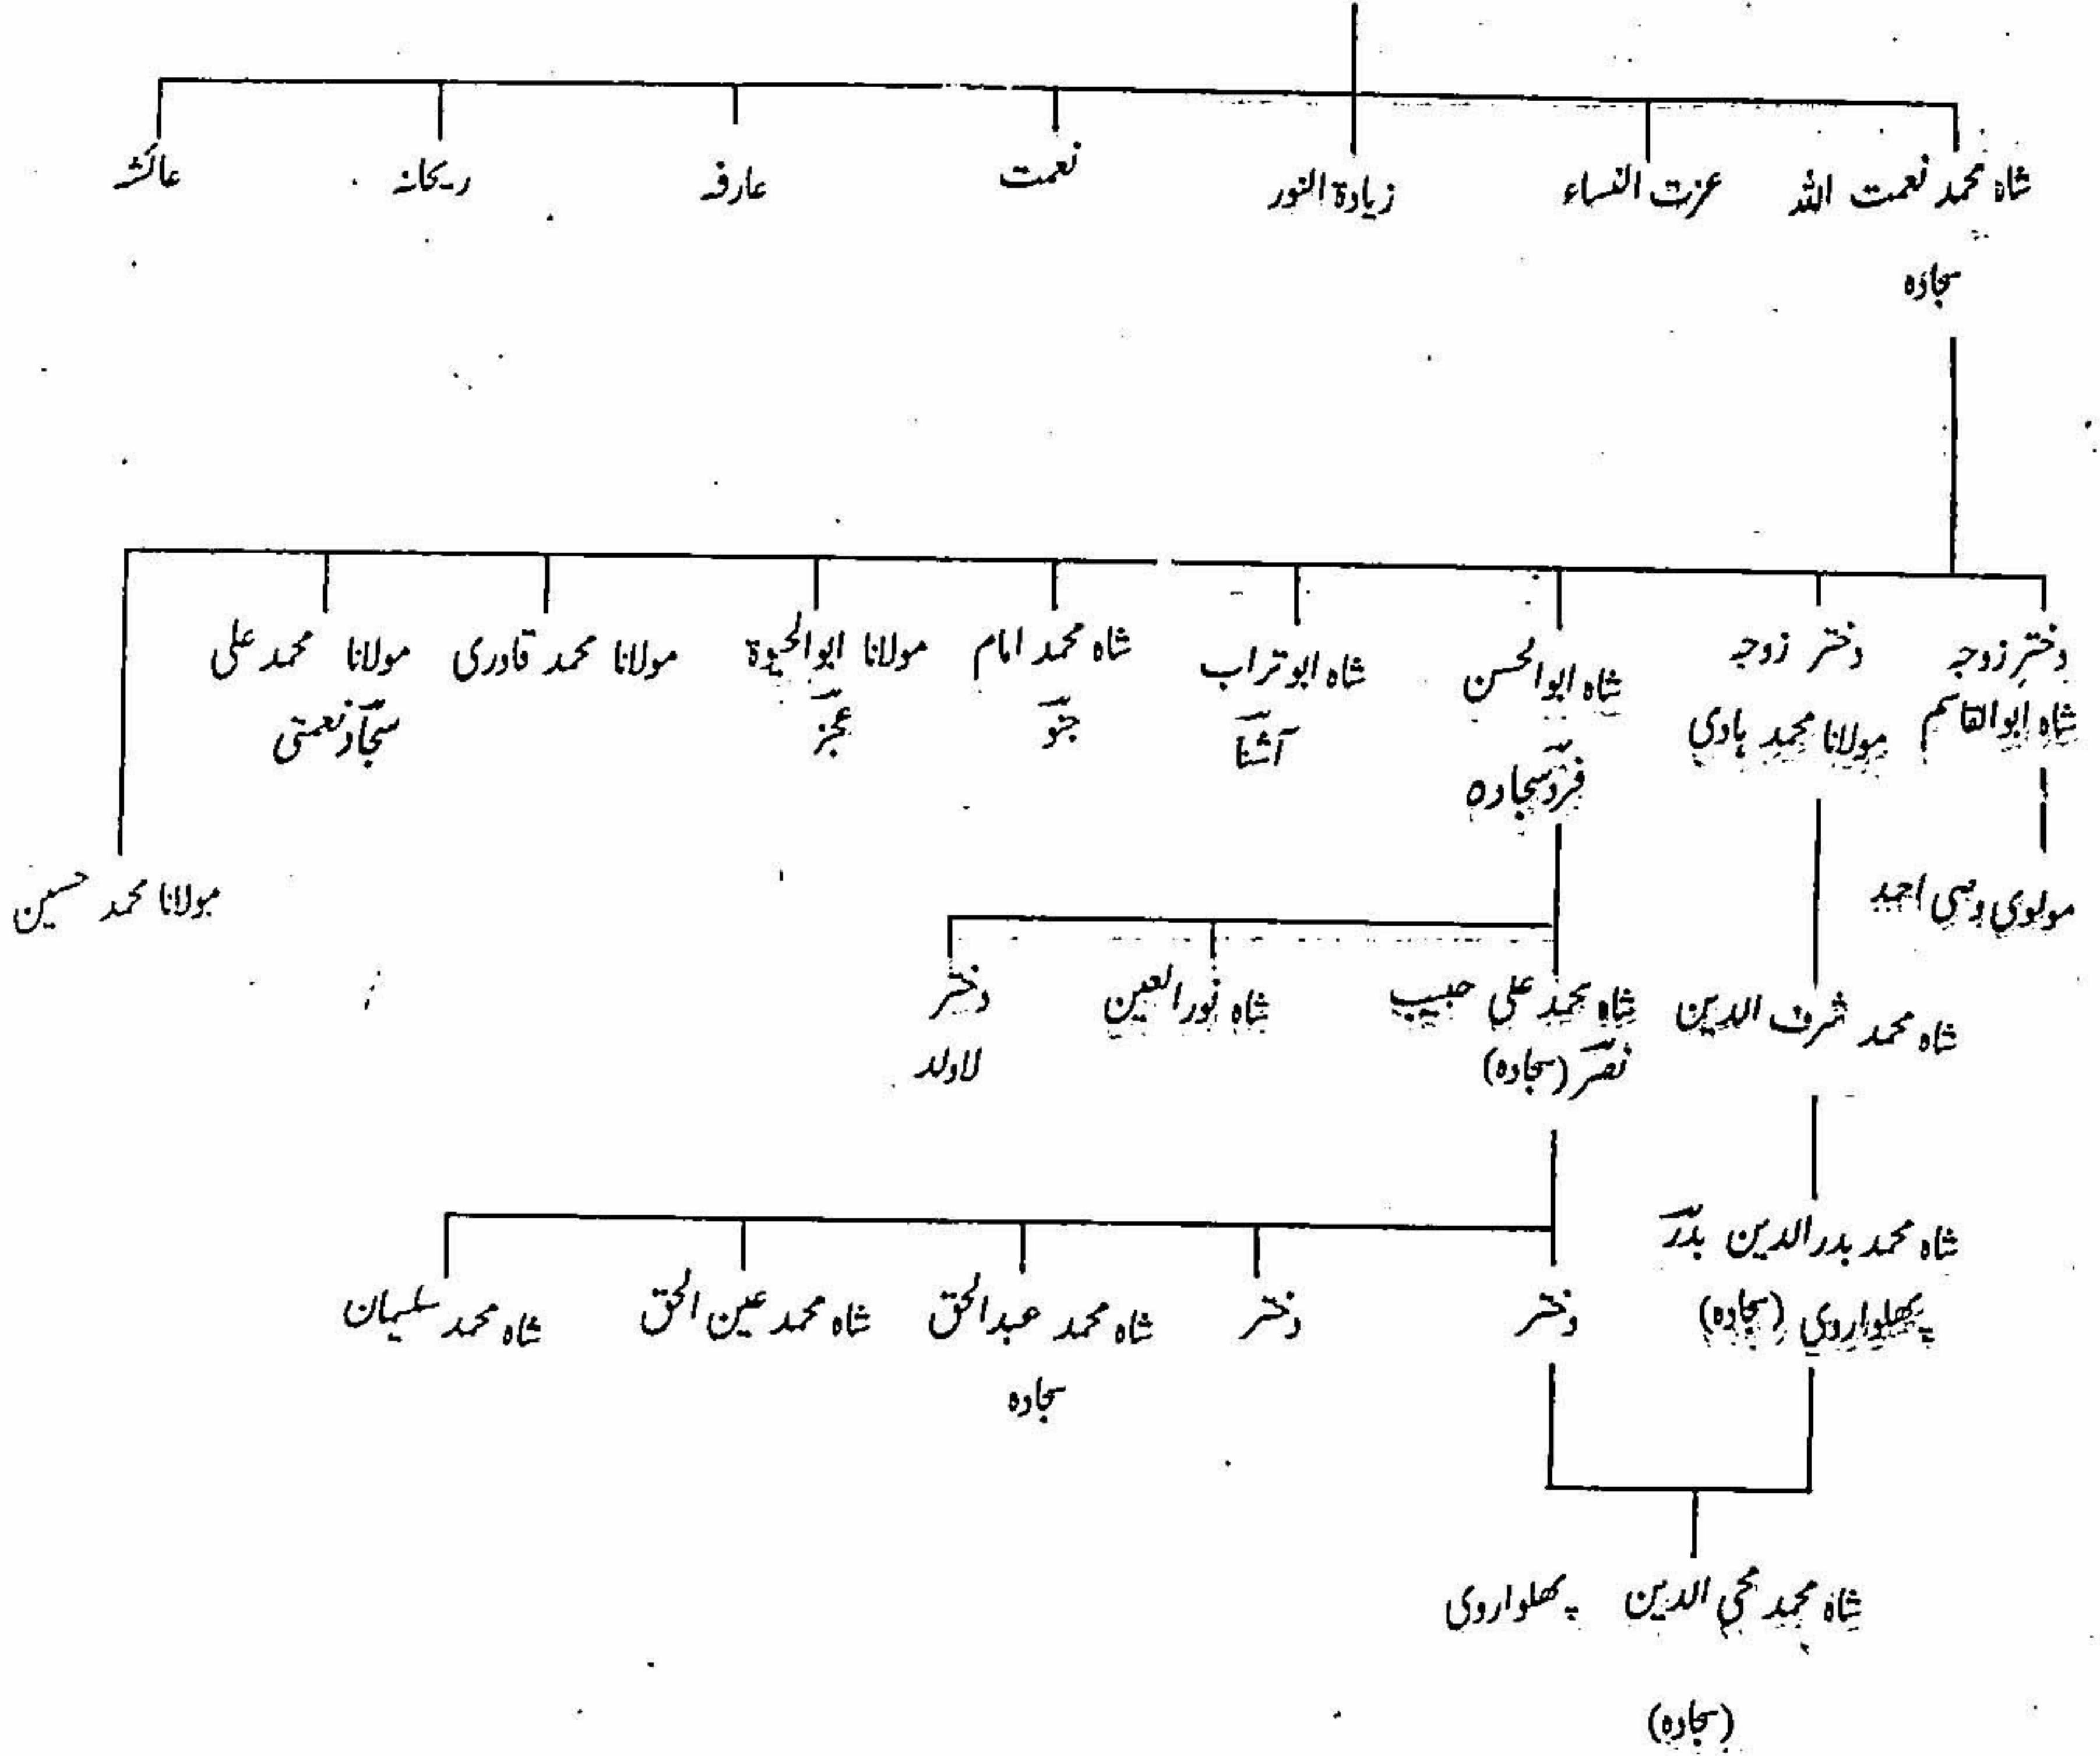 شاہ محمد نعمت اللہ
عزت النساء
زیادۃ النور
نعمت
عارفہ
ریحانہ
عائشہ
سجادہ
دختر زوجہ
شاہ ابوالقاسم
دختر زوجہ
مولانا محمد ہادی
شاہ ابوالحسن
فرد سجادہ
شاہ ابوتراب
آشنا
شاہ محمد امام
مولانا ابوالحیوۃ
عجز
مولانا محمد قادری
مولانا محمد علی
سجاد نعمتی
مولانا محمد حسین
مولوی وصی احمد
شاہ محمد شرف الدین
شاہ محمد علی حبیب
نصر (سجادہ)
شاہ نورالعین
دختر
لاولد
شاہ محمد بدرالدین بدر
پھلواروی (سجادہ)
دختر
دختر
شاہ محمد عبدالحق
سجادہ
شاہ محمد عین الحق
شاہ محمد سلیمان
شاہ محمد محی الدین پھلواروی
(سجادہ)